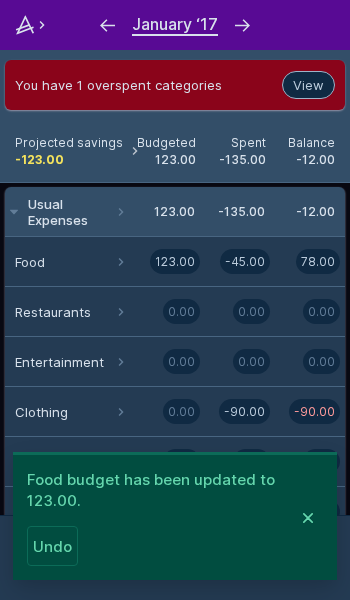 January ‘17
You have 1 overspent categories
View
Projected savings Budgeted Spent Balance
-123.00 123.00 -135.00 -12.00
Usual
Expenses 123.00 -135.00 -12.00
Food 123.00 -45.00 78.00
Restaurants 0.00 0.00 0.00
Entertainment 0.00 0.00 0.00
Clothing 0.00 -90.00 -90.00
Food budget has been updated to
123.00.
Undo